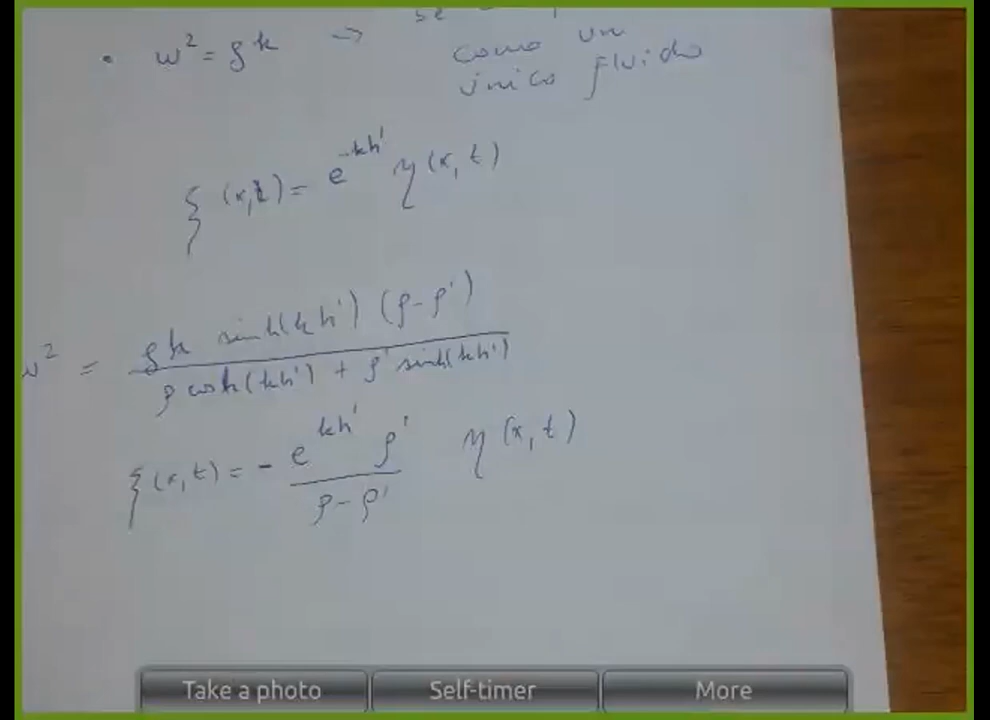 • w² = gk ⇒ se
como un
único fluido
ξ(x,t) = e^{-kh'} η(x,t)
w² = gk sinh(kh') (ρ-ρ') / ρ cosh(kh') + ρ' sinh(kh')
ξ(x,t) = - e^{kh'} ρ' / ρ-ρ' η(x,t)
Take a photo Self-timer More